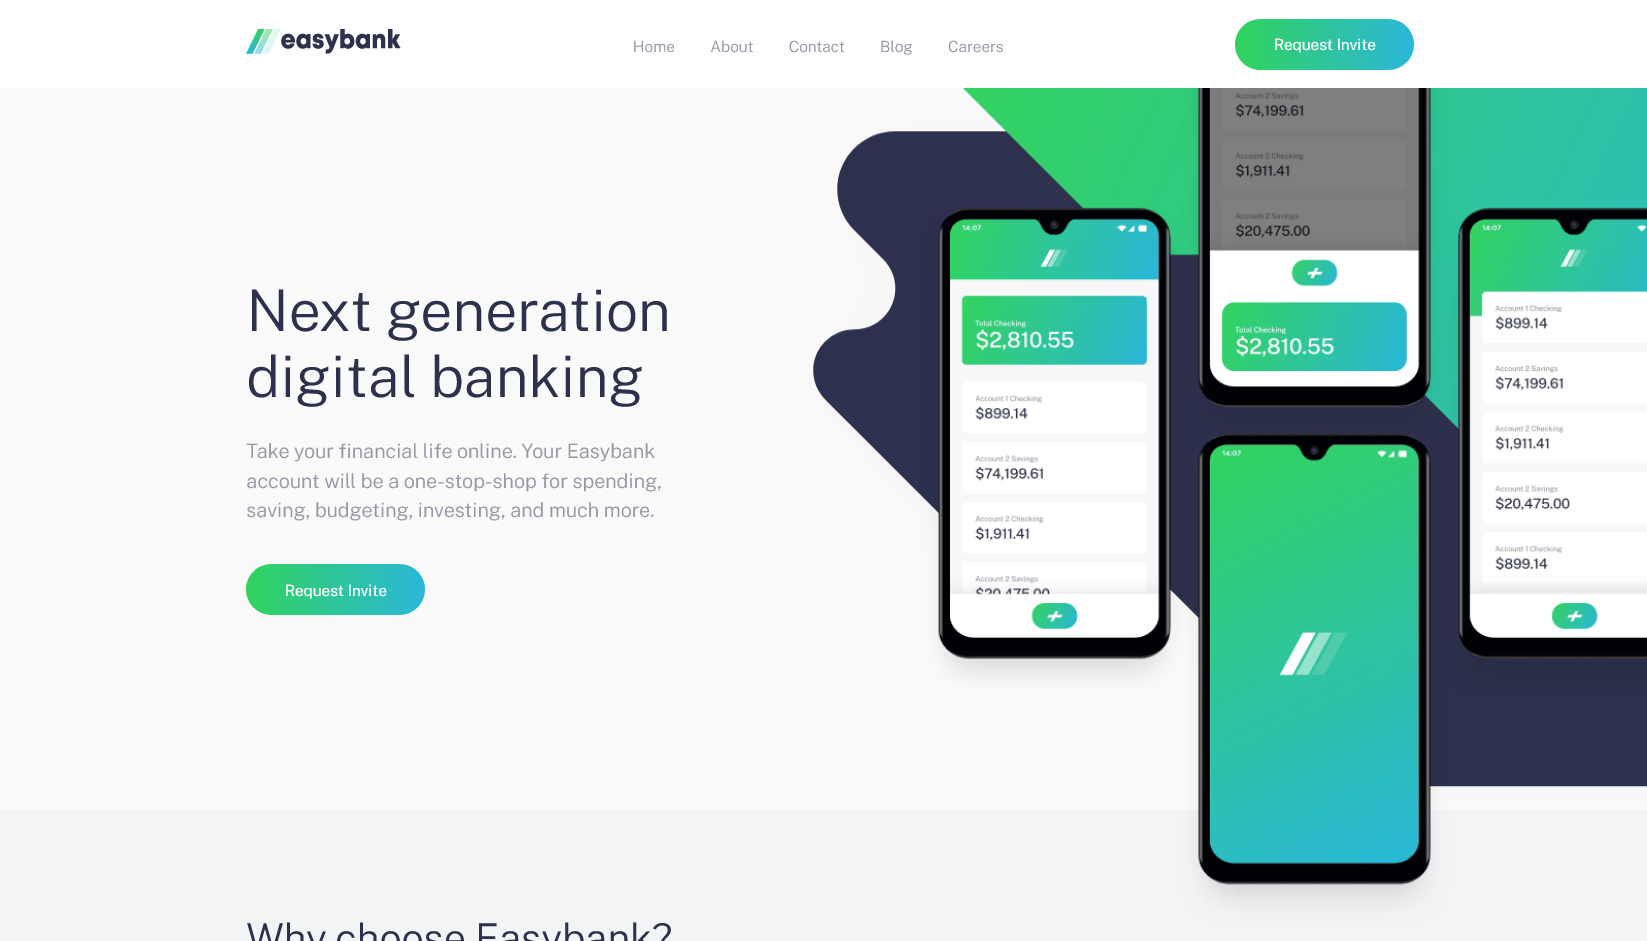 easybank
Home
About
Contact
Blog
Careers
Request Invite
Next generation
digital banking
Take your financial life online. Your Easybank
account will be a one-stop-shop for spending,
saving, budgeting, investing, and much more.
Request Invite
14:07
Total Checking
$2,810.55
Account 1 Checking
$899.14
Account 2 Savings
$74,199.61
Account 2 Checking
$1,911.41
Account 2 Savings
$20,475.00
Account 2 Savings
$74,199.61
Account 2 Checking
$1,911.41
Account 2 Savings
$20,475.00
Total Checking
$2,810.55
14:07
14:07
Account 1 Checking
$899.14
Account 2 Savings
$74,199.61
Account 2 Checking
$1,911.41
Account 2 Savings
$20,475.00
Account 1 Checking
$899.14
Why choose Easybank?